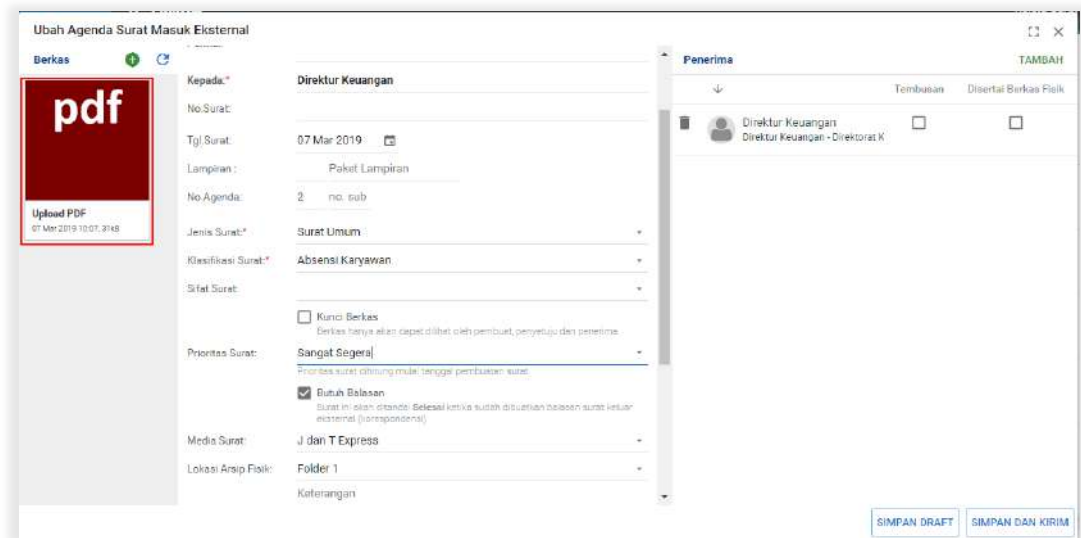 Ubah Agenda Surat Masuk Eksternal
Berkas
pdf
Upload PDF
07 Mar 2019 10:07, 31kB
Kepada:* Direktur Keuangan
No.Surat:
Tgl.Surat: 07 Mar 2019
Lampiran : Paket Lampiran
No.Agenda: 2 no. sub
Jenis Surat:* Surat Umum
Klasifikasi Surat:* Absensi Karyawan
Sifat Surat:
Kunci Berkas
Berkas hanya akan dapat dilihat oleh pembuat, penyetuju dan penerima
Prioritas Surat: Sangat Segera
Prioritas surat dihitung mulai tanggal pembuatan surat
Butuh Balasan
Surat ini akan ditandai Selesai ketika sudah dibuatkan balasan surat keluar
eksternal (korespondensi)
Media Surat: J dan T Express
Lokasi Arsip Fisik: Folder 1
Keterangan
Penerima TAMBAH
Tembusan Disertai Berkas Fisik
Direktur Keuangan
Direktur Keuangan - Direktorat K
SIMPAN DRAFT SIMPAN DAN KIRIM